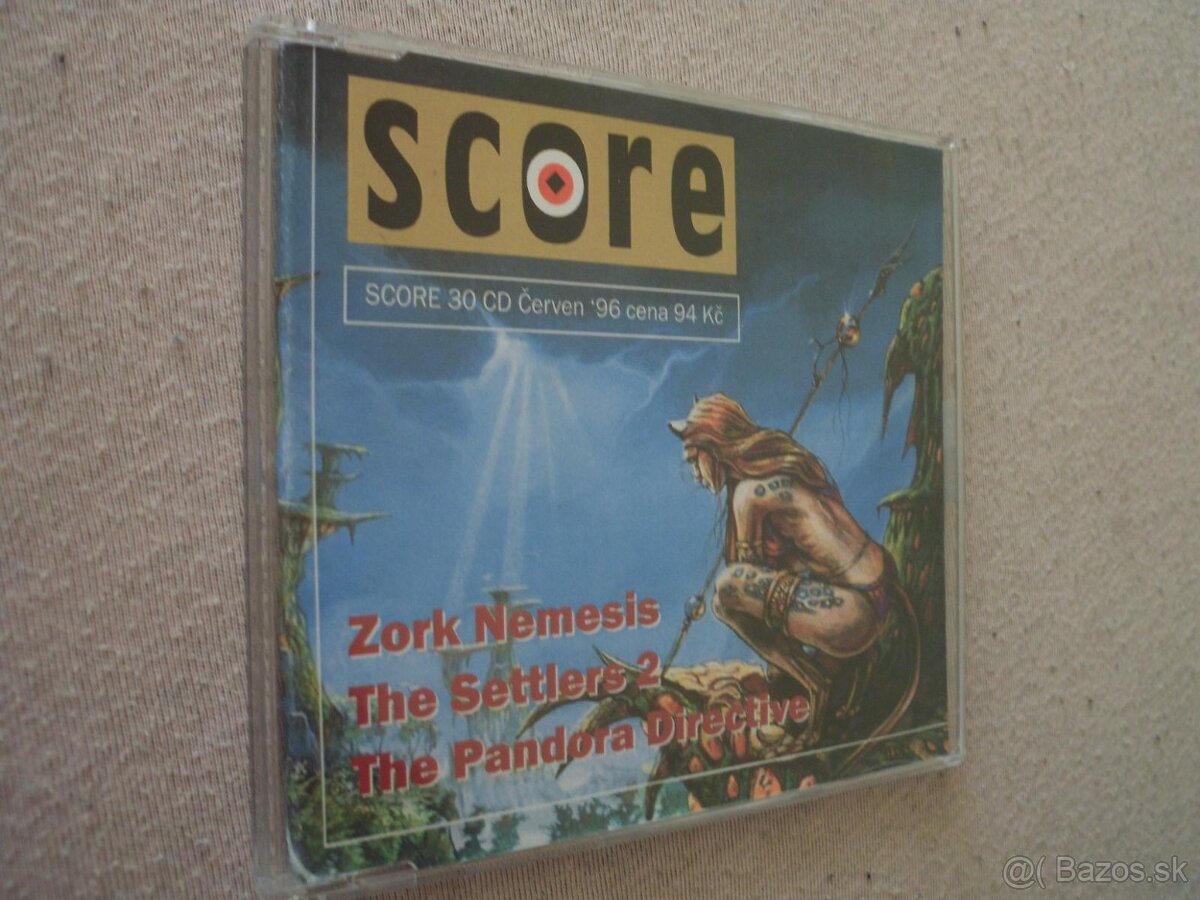 score
SCORE 30 CD Červen '96 cena 94 Kč
Zork Nemesis
The Settlers 2
The Pandora Directive
@( Bazos.sk